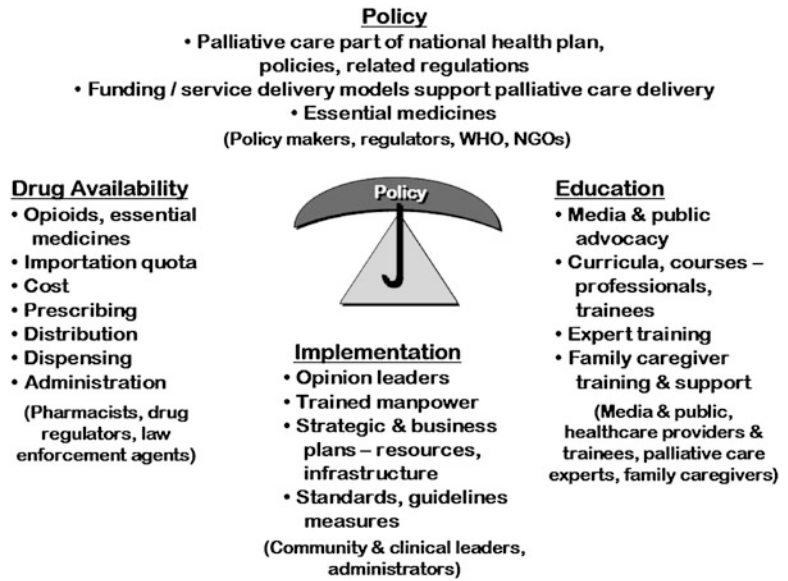 Policy
• Palliative care part of national health plan,
policies, related regulations
• Funding / service delivery models support palliative care delivery
• Essential medicines
(Policy makers, regulators, WHO, NGOs)
Drug Availability
• Opioids, essential
medicines
• Importation quota
• Cost
• Prescribing
• Distribution
• Dispensing
• Administration
(Pharmacists, drug
regulators, law
enforcement agents)
Policy
Implementation
• Opinion leaders
• Trained manpower
• Strategic & business
plans – resources,
infrastructure
• Standards, guidelines
measures
(Community & clinical leaders,
administrators)
Education
• Media & public
advocacy
• Curricula, courses –
professionals,
trainees
• Expert training
• Family caregiver
training & support
(Media & public,
healthcare providers &
trainees, palliative care
experts, family caregivers)